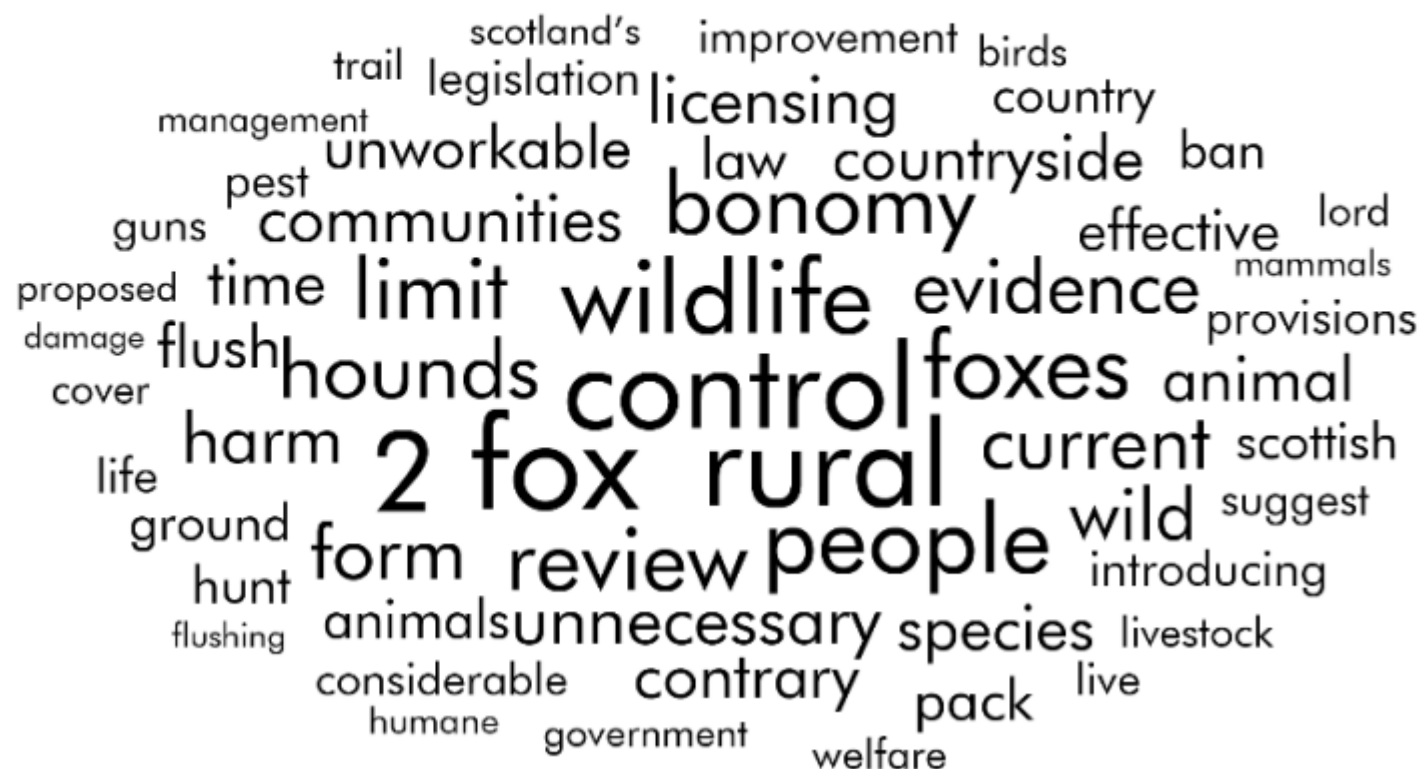 scotland's improvement birds
trail legislation licensing country
management unworkable law countryside ban
pest communities bonomy effective lord
guns
proposed time limit wildlife evidence mammals
provisions
damage flush hounds control foxes animal
cover
harm 2 fox rural current scottish
life
ground form review people wild suggest
introducing
hunt
flushing animals unnecessary species livestock
considerable contrary pack live
humane government welfare